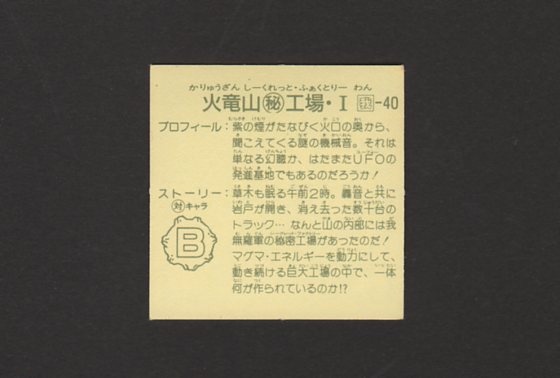 かりゅうざん しーくれっと・ふぁくとりー わん
火竜山㊙工場・Ⅰ -40
プロフィール：紫の煙がたなびく火口の奥から、
聞こえてくる謎の機械音。それは
単なる幻聴か、はたまたUFOの
発進基地でもあるのだろうか！
ストーリー：草木も眠る午前2時。轟音と共に
対キャラ 岩戸が開き、消え去った数十台の
トラック…なんと山の内部には我
B 無羅軍の秘密工場があったのだ！
マグマ・エネルギーを動力にして、
動き続ける巨大工場の中で、一体
何が作られているのか!?